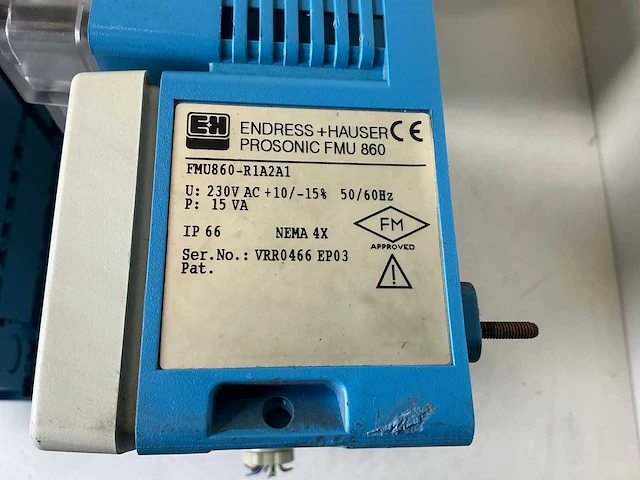 EH ENDRESS+HAUSER CE
PROSONIC FMU 860
FMU860-R1A2A1
U: 230V AC +10/-15% 50/60Hz
P: 15 VA
FM
APPROVED
IP 66 NEMA 4X
Ser.No.: VRR0466 EP03
Pat.